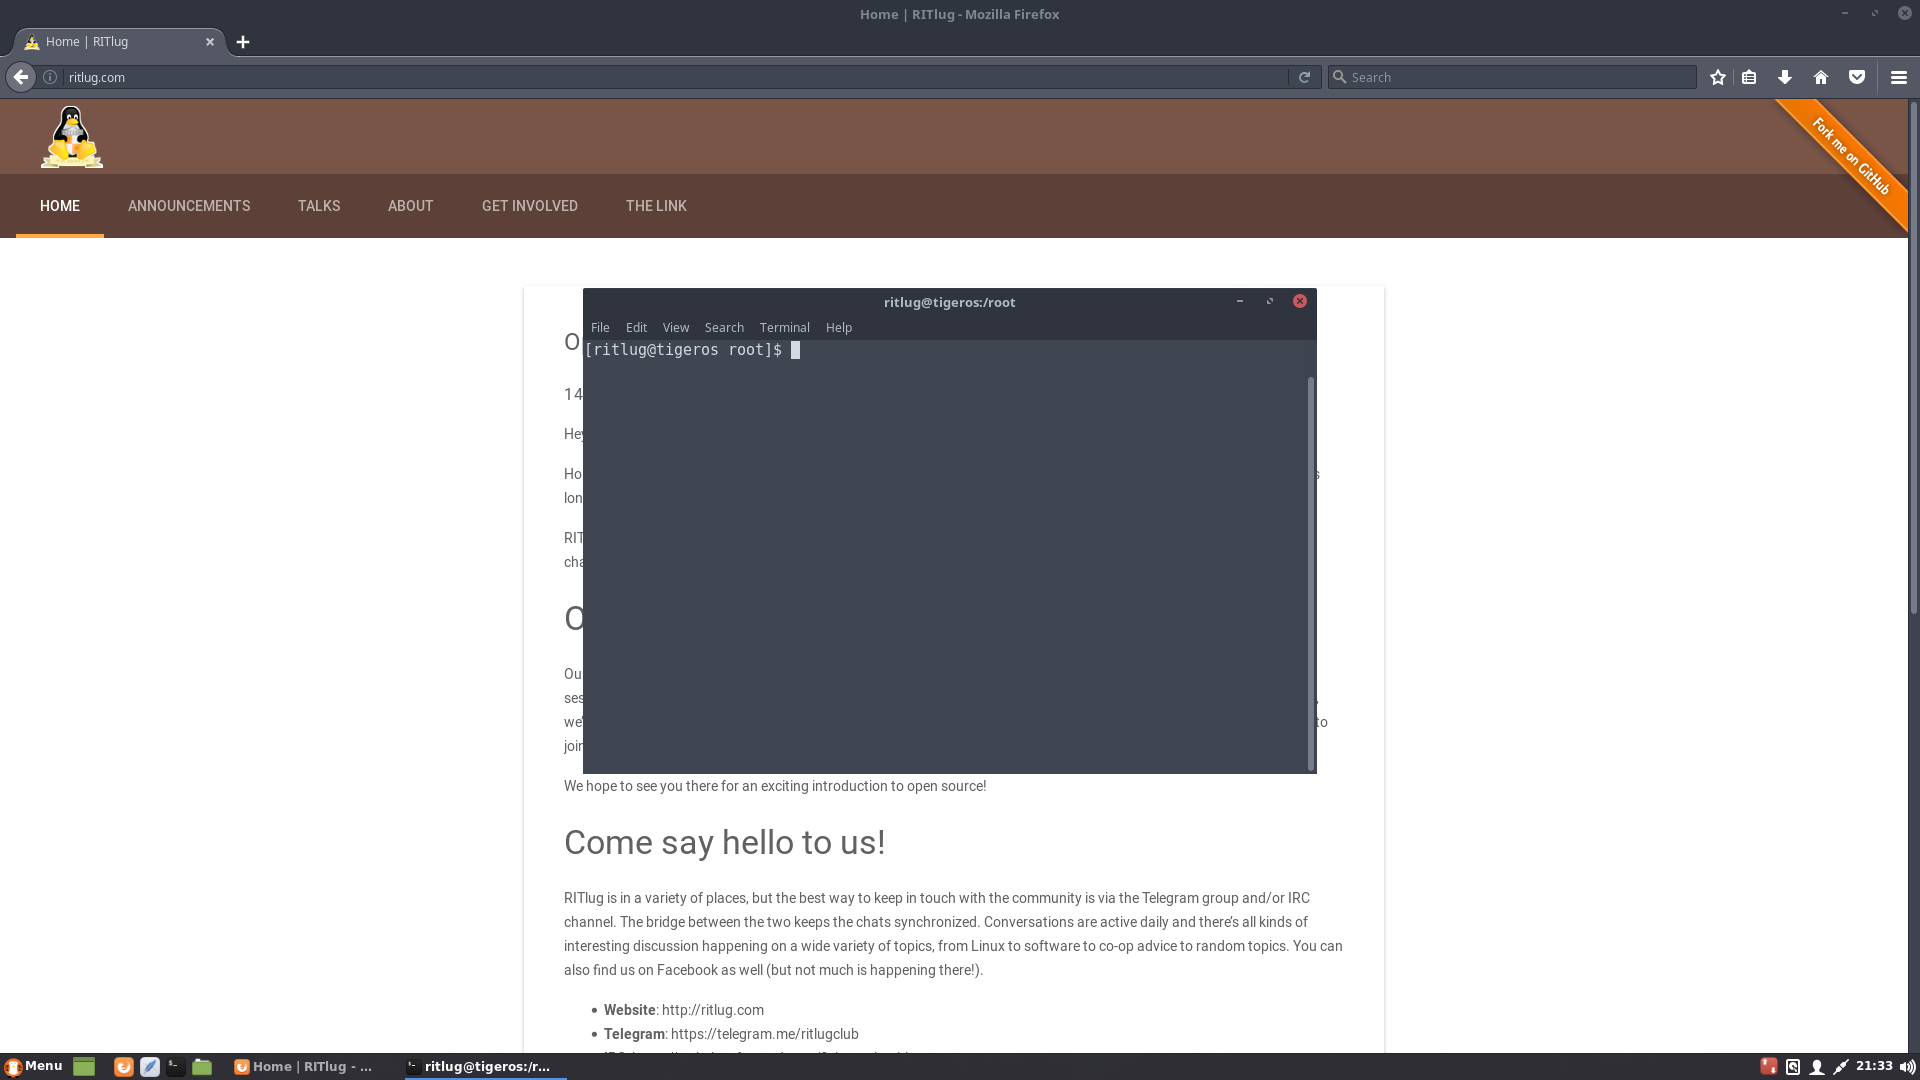 Home | RITlug - Mozilla Firefox
Home | RITlug
ritlug.com
Search
Fork me on GitHub
HOME ANNOUNCEMENTS TALKS ABOUT GET INVOLVED THE LINK
ritlug@tigeros:/root
File Edit View Search Terminal Help
[ritlug@tigeros root]$
14
Hey
Ho
lon
RIT
cha
Ou
ses
we'
to
join
We hope to see you there for an exciting introduction to open source!
Come say hello to us!
RITlug is in a variety of places, but the best way to keep in touch with the community is via the Telegram group and/or IRC
channel. The bridge between the two keeps the chats synchronized. Conversations are active daily and there’s all kinds of
interesting discussion happening on a wide variety of topics, from Linux to software to co-op advice to random topics. You can
also find us on Facebook as well (but not much is happening there!).
• Website: http://ritlug.com
• Telegram: https://telegram.me/ritlugclub
Menu Home | RITlug - ... ritlug@tigeros:/r... 21:33